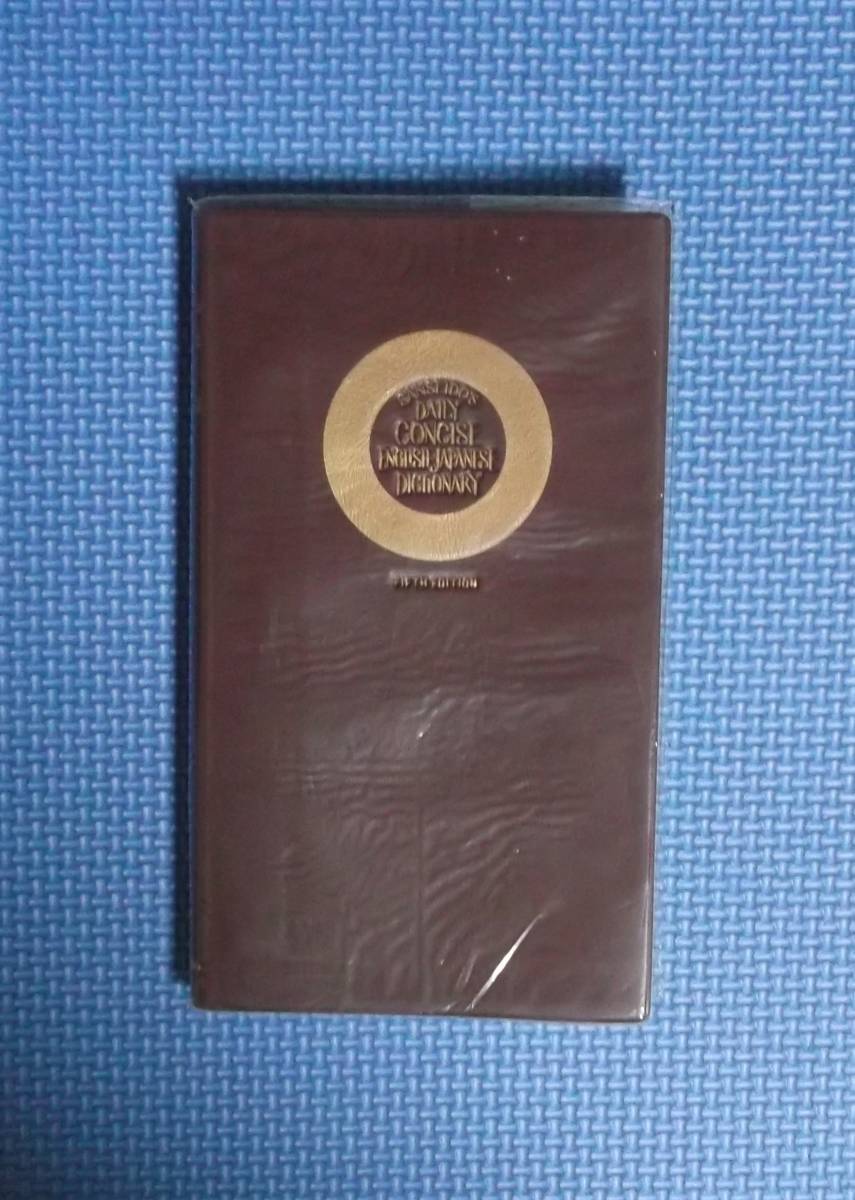 SANSEIDO'S
DAILY
CONCISE
ENGLISH-JAPANESE
DICTIONARY
FIFTH EDITION